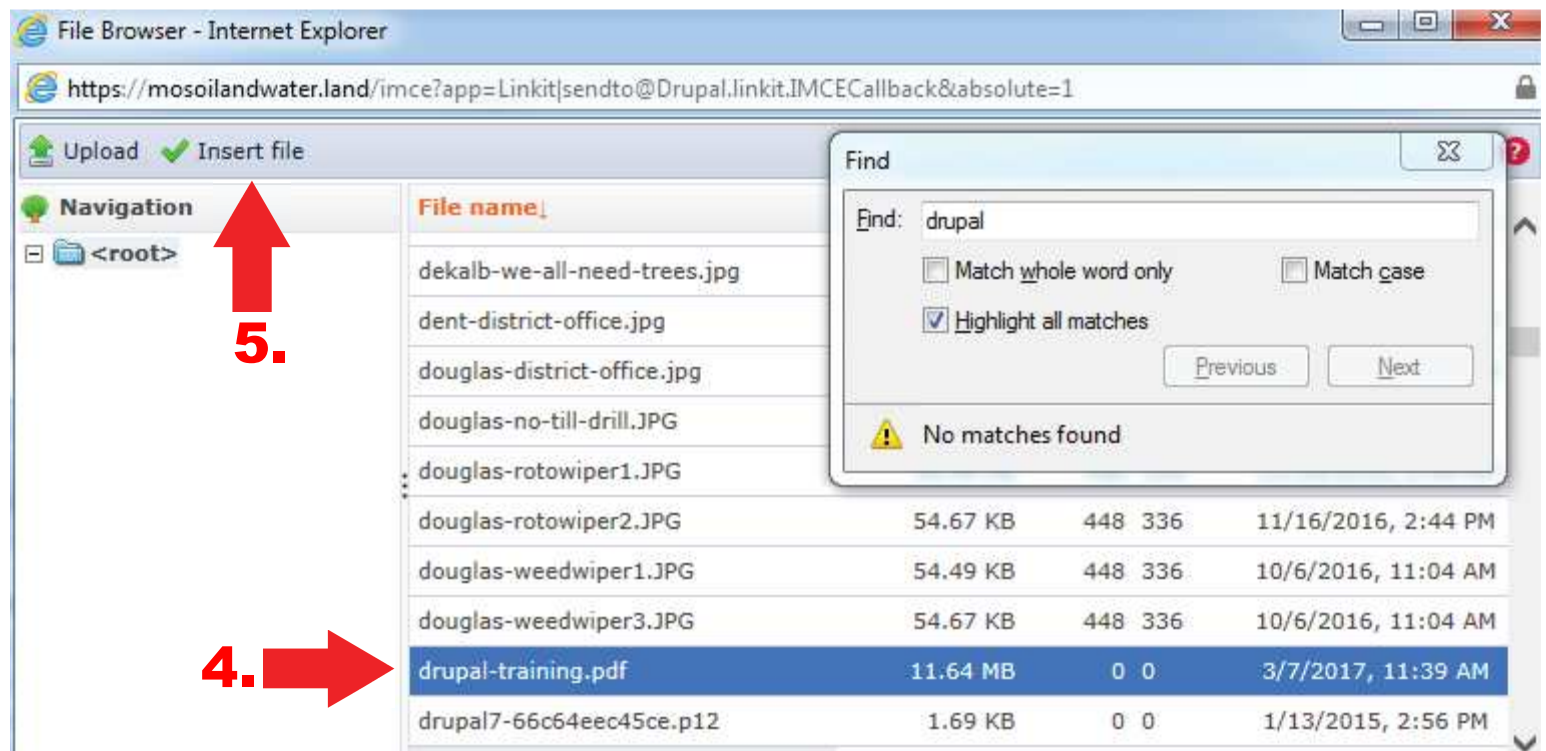 File Browser - Internet Explorer
https://mosoilandwater.land/imce?app=Linkit|sendto@Drupal.linkit.IMCECallback&absolute=1
Upload Insert file
?
Navigation
<root>
5.
File name↓
dekalb-we-all-need-trees.jpg
dent-district-office.jpg
douglas-district-office.jpg
douglas-no-till-drill.JPG
douglas-rotowiper1.JPG
douglas-rotowiper2.JPG 54.67 KB 448 336 11/16/2016, 2:44 PM
douglas-weedwiper1.JPG 54.49 KB 448 336 10/6/2016, 11:04 AM
douglas-weedwiper3.JPG 54.67 KB 448 336 10/6/2016, 11:04 AM
4.
drupal-training.pdf 11.64 MB 0 0 3/7/2017, 11:39 AM
drupal7-66c64eec45ce.p12 1.69 KB 0 0 1/13/2015, 2:56 PM
Find
Find: drupal
Match whole word only Match case
Highlight all matches
Previous Next
No matches found